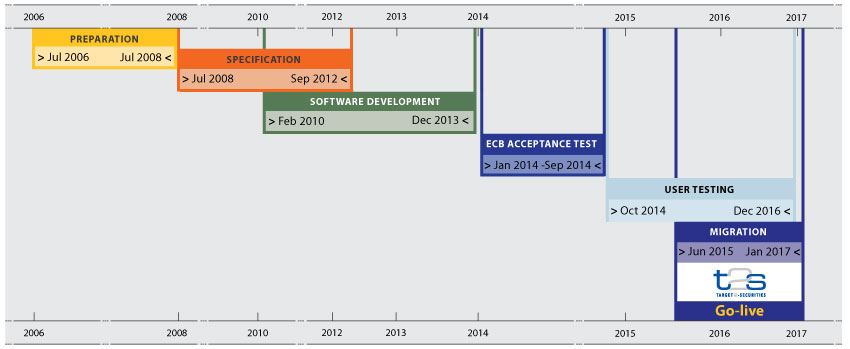 2006 2008 2010 2012 2013 2014 2015 2016 2017
PREPARATION
> Jul 2006 Jul 2008 <
SPECIFICATION
> Jul 2008 Sep 2012 <
SOFTWARE DEVELOPMENT
> Feb 2010 Dec 2013 <
ECB ACCEPTANCE TEST
> Jan 2014 -Sep 2014 <
USER TESTING
> Oct 2014 Dec 2016 <
MIGRATION
> Jun 2015 Jan 2017 <
t2s
TARGET2-SECURITIES
Go-live
2006 2008 2010 2012 2013 2014 2015 2016 2017